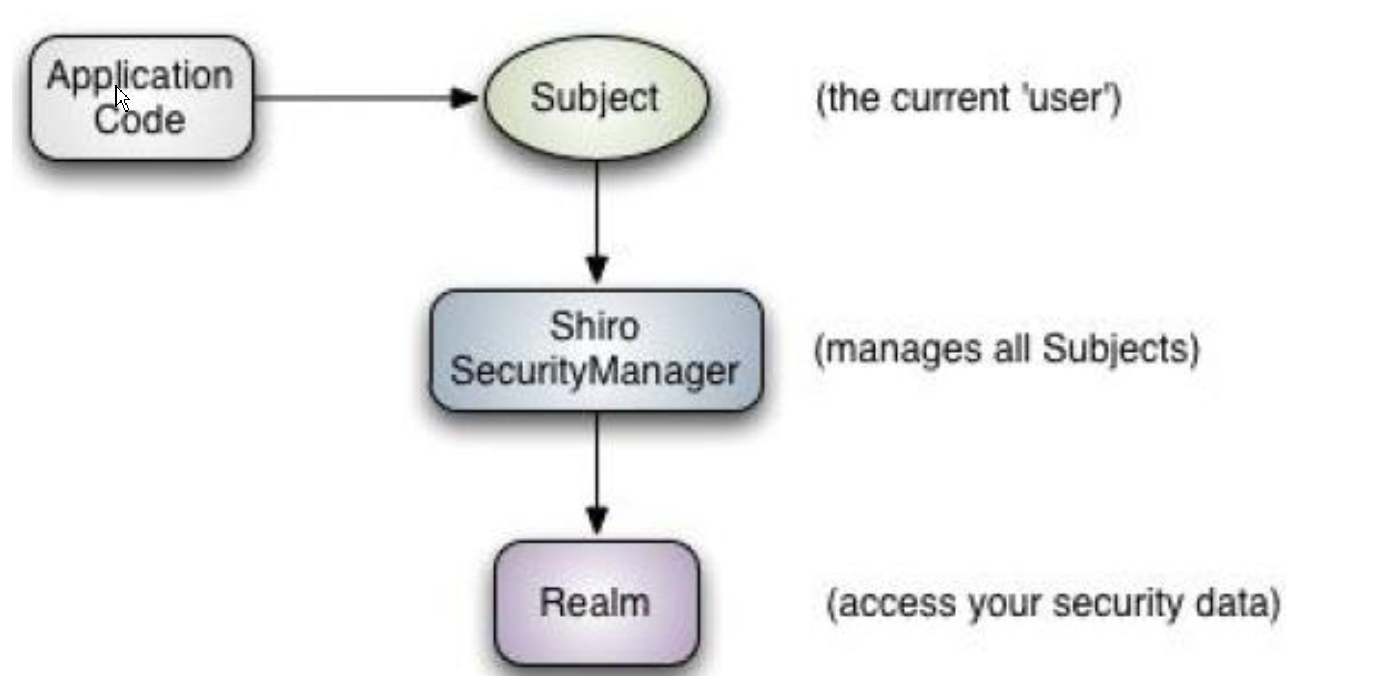 Application
Code
Subject
(the current 'user')
Shiro
SecurityManager
(manages all Subjects)
Realm
(access your security data)